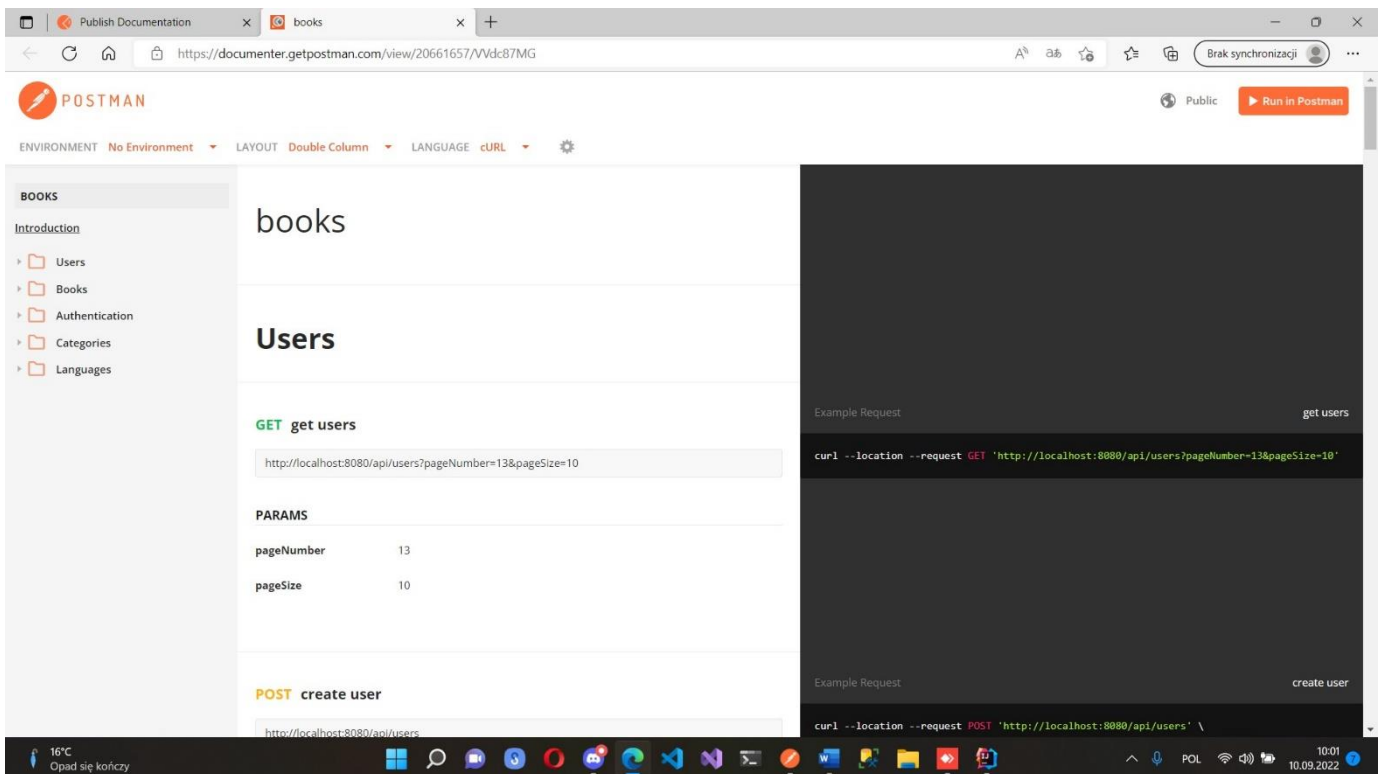 Publish Documentation
books
https://documenter.getpostman.com/view/20661657/VVdc87MG
Brak synchronizacji
POSTMAN
Public
Run in Postman
ENVIRONMENT No Environment LAYOUT Double Column LANGUAGE cURL
BOOKS
Introduction
Users
Books
Authentication
Categories
Languages
books
Users
GET get users
http://localhost:8080/api/users?pageNumber=13&pageSize=10
PARAMS
pageNumber 13
pageSize 10
POST create user
http://localhost:8080/api/users
Example Request get users
curl --location --request GET 'http://localhost:8080/api/users?pageNumber=13&pageSize=10'
Example Request create user
curl --location --request POST 'http://localhost:8080/api/users' \
16°C
Opad się kończy
POL
10:01
10.09.2022